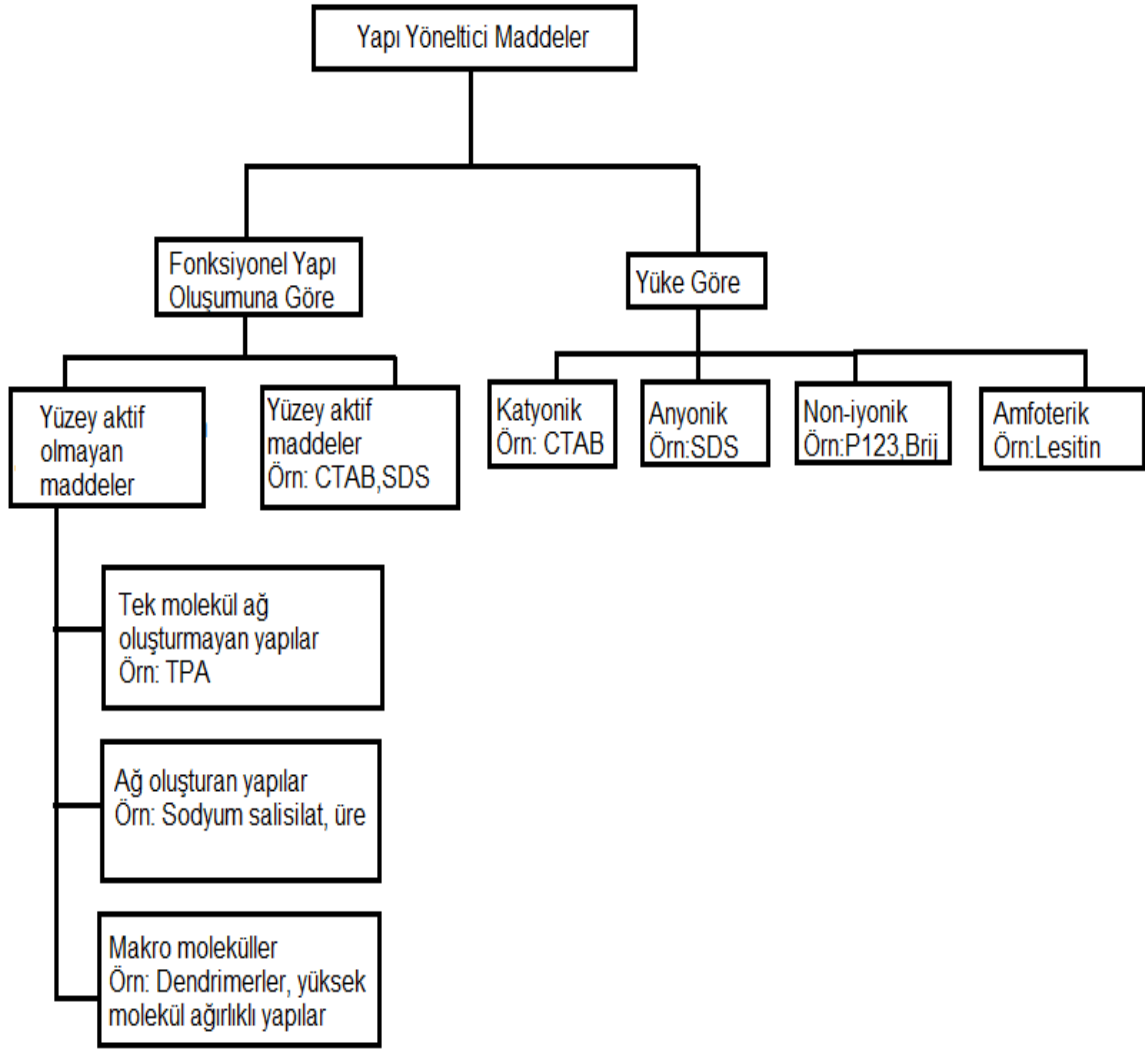 Yapı Yöneltici Maddeler
Fonksiyonel Yapı
Oluşumuna Göre
Yüke Göre
Yüzey aktif
olmayan
maddeler
Yüzey aktif
maddeler
Örn: CTAB,SDS
Katyonik
Örn: CTAB
Anyonik
Örn:SDS
Non-iyonik
Örn:P123,Brij
Amfoterik
Örn:Lesitin
Tek molekül ağ
oluşturmayan yapılar
Örn: TPA
Ağ oluşturan yapılar
Örn: Sodyum salisilat, üre
Makro moleküller
Örn: Dendrimerler, yüksek
molekül ağırlıklı yapılar